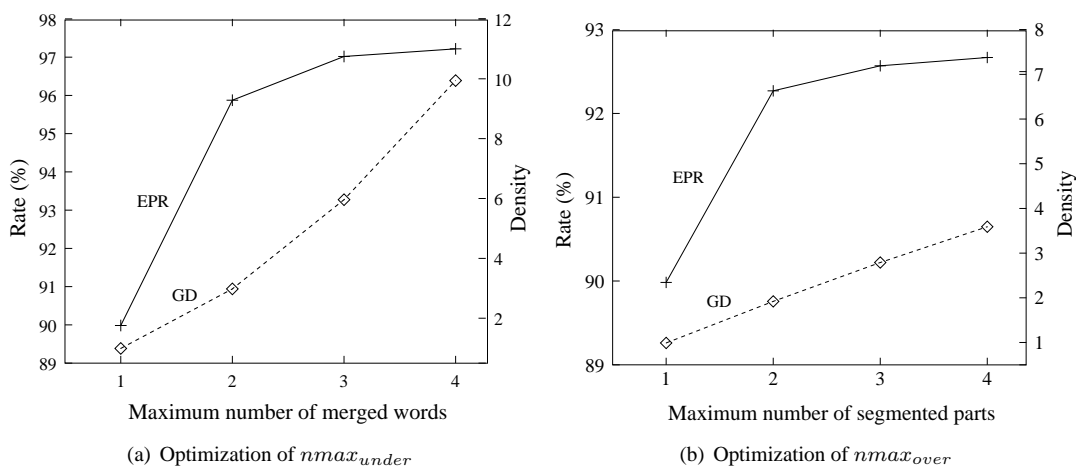 98
97
96
95
94
93
92
91
90
89
Rate (%)
12
10
8
6
4
2
Density
EPR
GD
1 2 3 4
Maximum number of merged words
(a) Optimization of nmax_under
93
92
91
90
89
Rate (%)
8
7
6
5
4
3
2
1
Density
EPR
GD
1 2 3 4
Maximum number of segmented parts
(b) Optimization of nmax_over